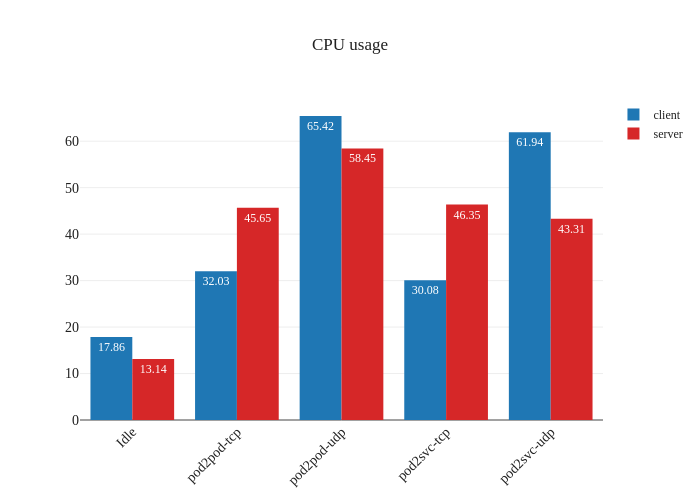 CPU usage
client
server
60
50
40
30
20
10
0
17.86
13.14
32.03
45.65
65.42
58.45
30.08
46.35
61.94
43.31
Idle
pod2pod-tcp
pod2pod-udp
pod2svc-tcp
pod2svc-udp